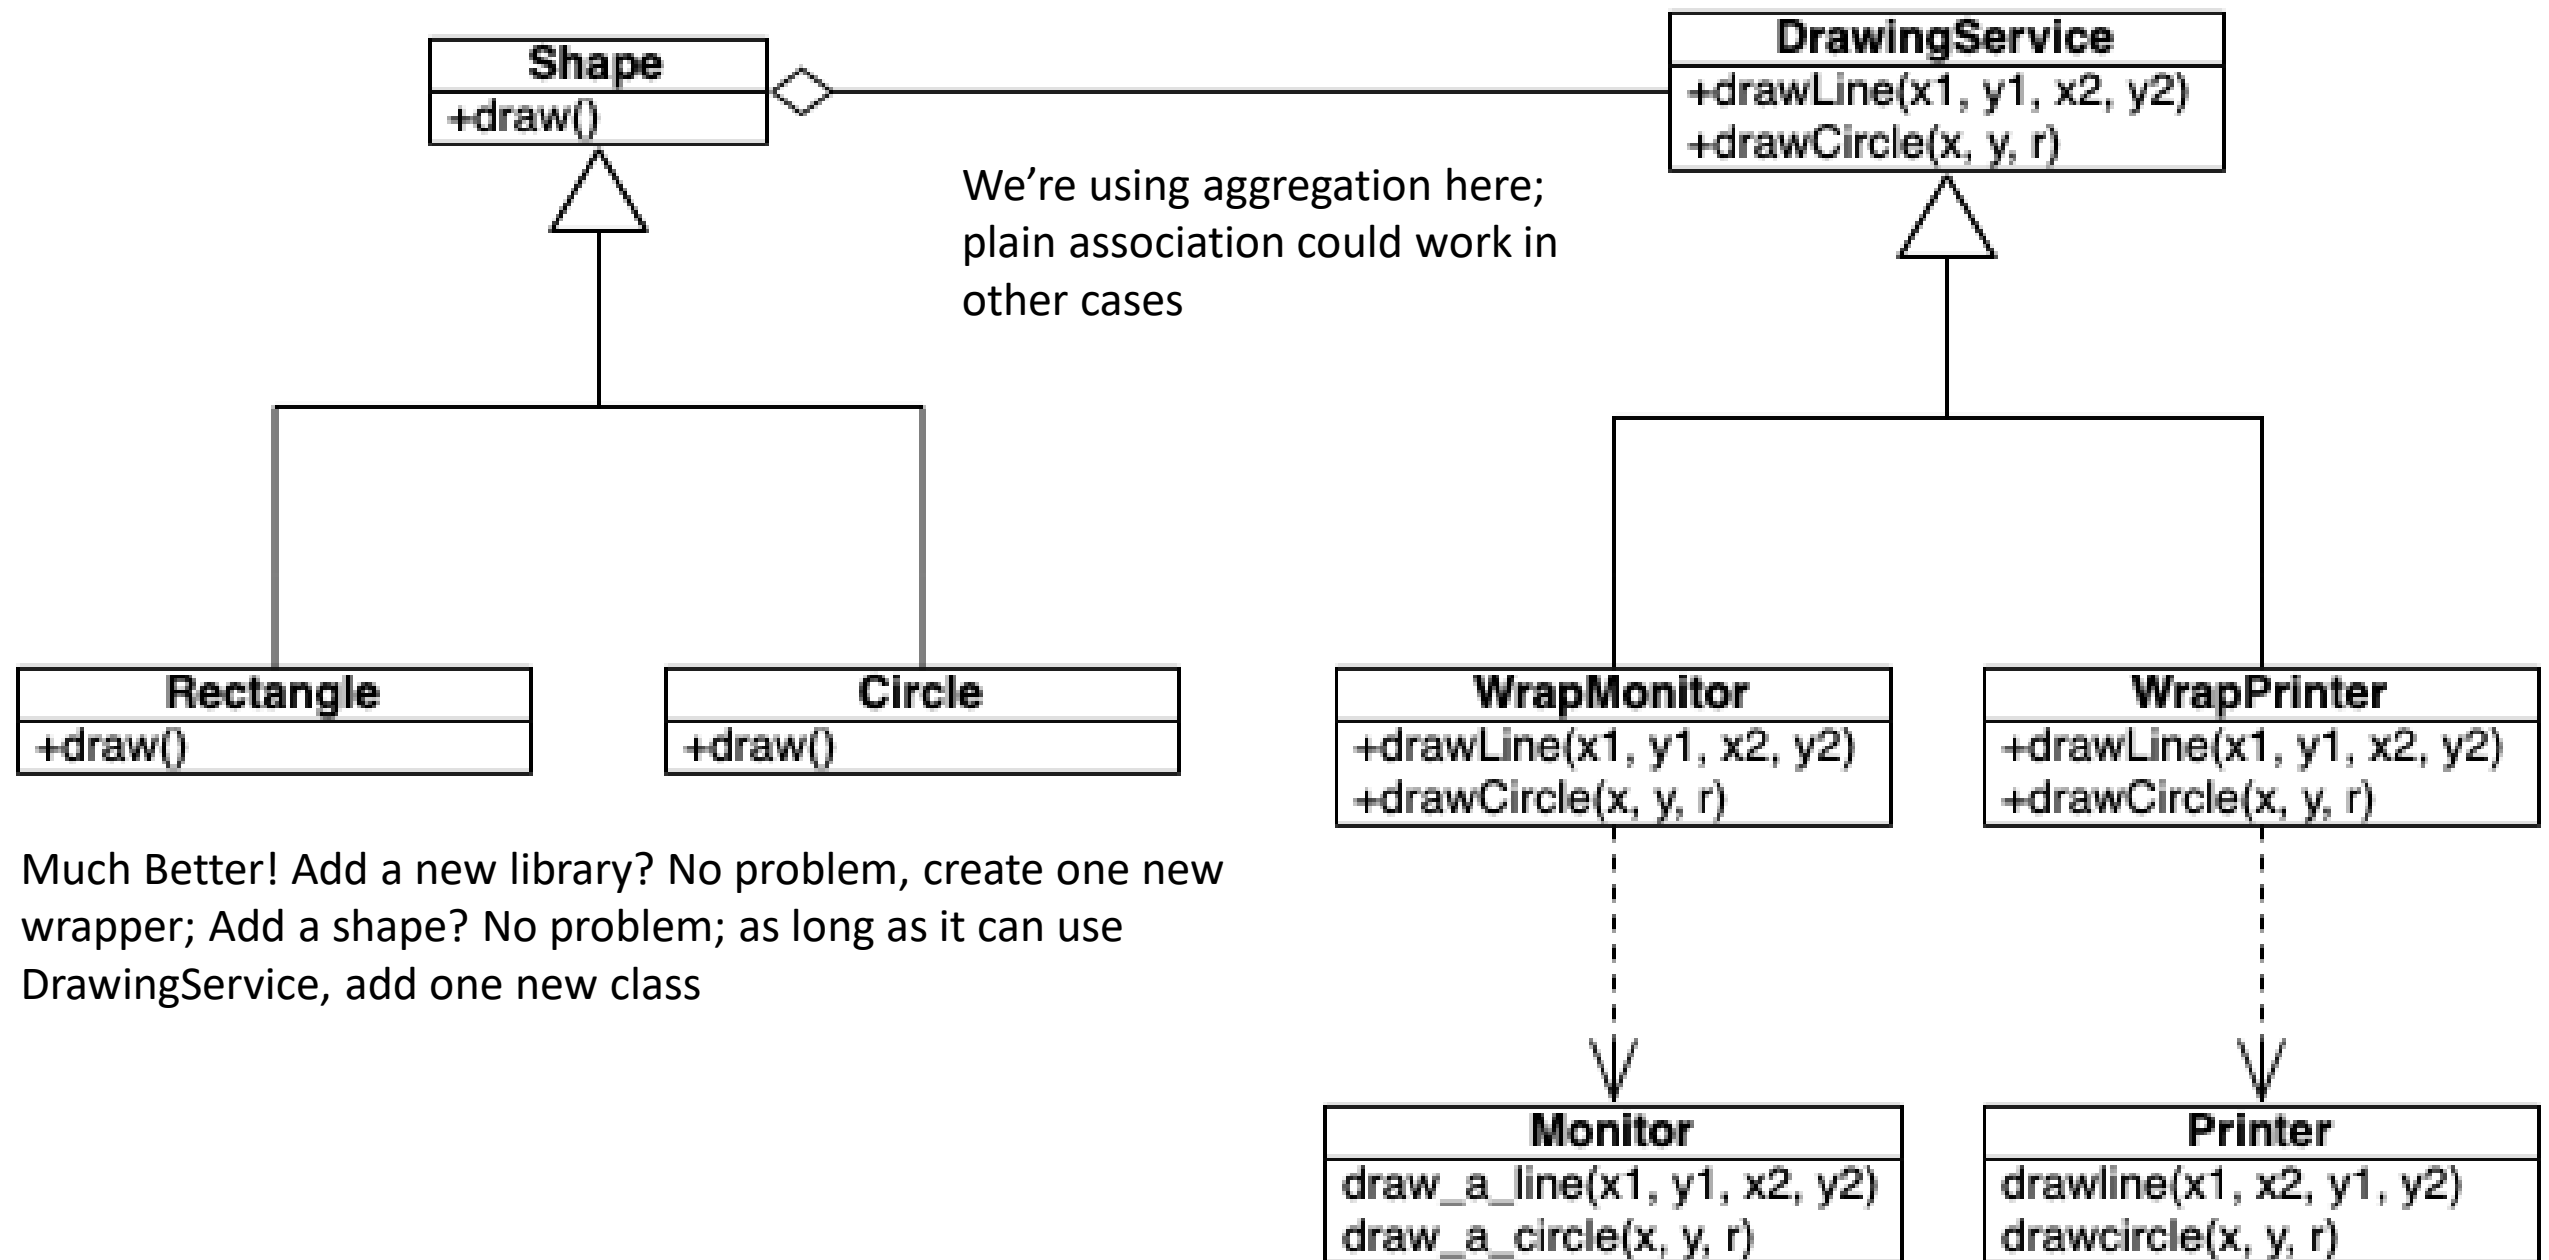 Shape
+draw()
DrawingService
+drawLine(x1, y1, x2, y2)
+drawCircle(x, y, r)
We’re using aggregation here;
plain association could work in
other cases
Rectangle
+draw()
Circle
+draw()
WrapMonitor
+drawLine(x1, y1, x2, y2)
+drawCircle(x, y, r)
WrapPrinter
+drawLine(x1, y1, x2, y2)
+drawCircle(x, y, r)
Much Better! Add a new library? No problem, create one new
wrapper; Add a shape? No problem; as long as it can use
DrawingService, add one new class
Monitor
draw_a_line(x1, y1, x2, y2)
draw_a_circle(x, y, r)
Printer
drawline(x1, x2, y1, y2)
drawcircle(x, y, r)